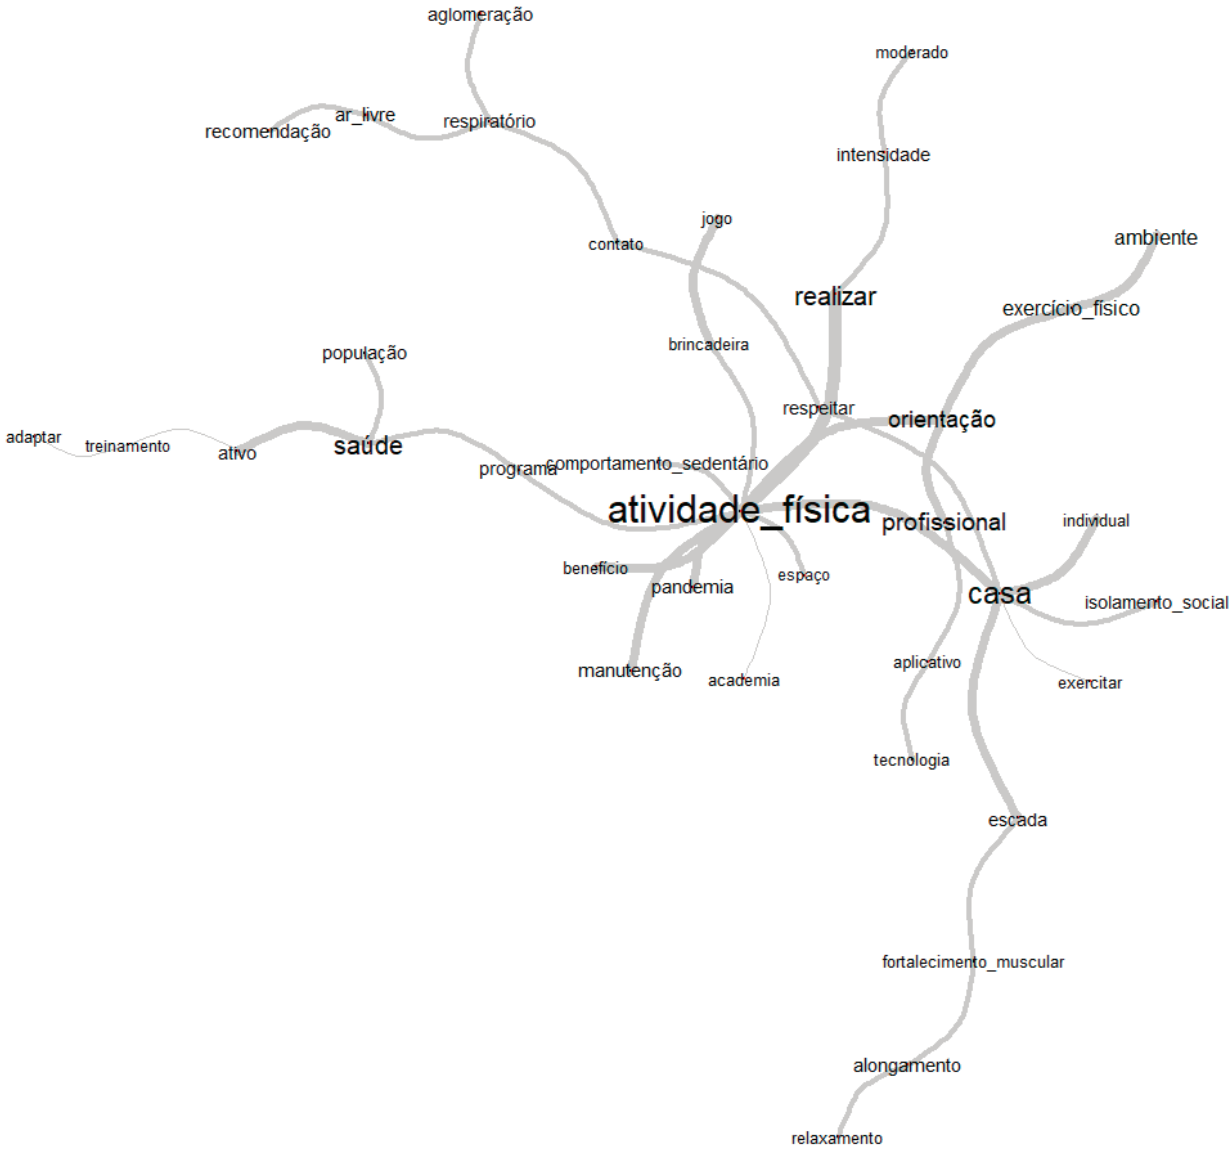 aglomeração
moderado
ar_livre
respiratório
recomendação
intensidade
jogo
contato
ambiente
realizar
exercício_físico
brincadeira
população
respeitar
orientação
adaptar
treinamento
ativo
saúde
programa
comportamento_sedentário
atividade_física
profissional
individual
benefício
pandemia
espaço
casa
isolamento_social
manutenção
academia
aplicativo
exercitar
tecnologia
escada
fortalecimento_muscular
alongamento
relaxamento